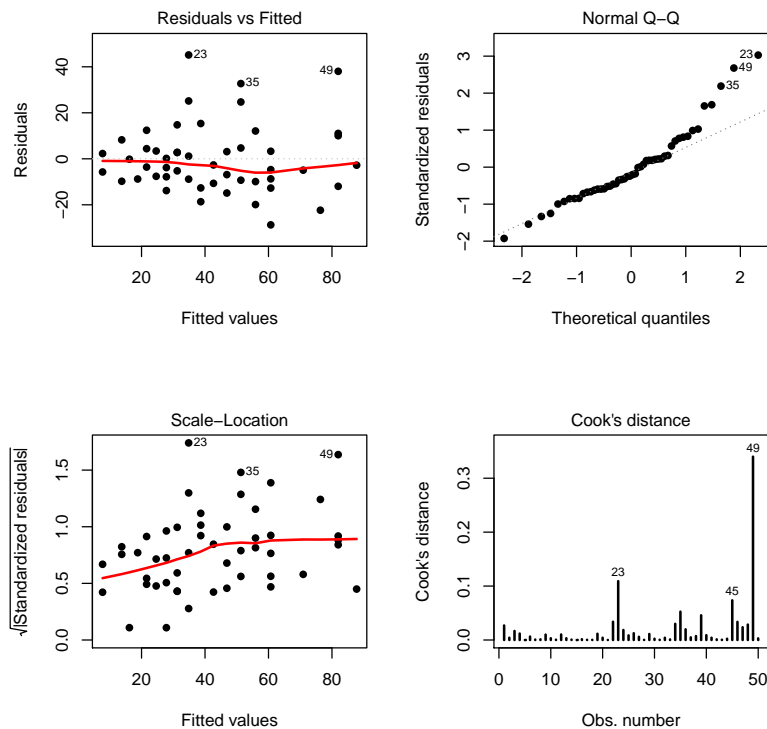 Residuals vs Fitted
Residuals
40
20
0
−20
23
35
49
20 40 60 80
Fitted values
Normal Q−Q
Standardized residuals
3
2
1
0
−1
−2
23
49
35
−2 −1 0 1 2
Theoretical quantiles
Scale−Location
√|Standardized residuals|
1.5
1.0
0.5
0.0
23
35
49
20 40 60 80
Fitted values
Cook's distance
Cook's distance
0.3
0.2
0.1
0.0
49
23
45
0 10 20 30 40 50
Obs. number